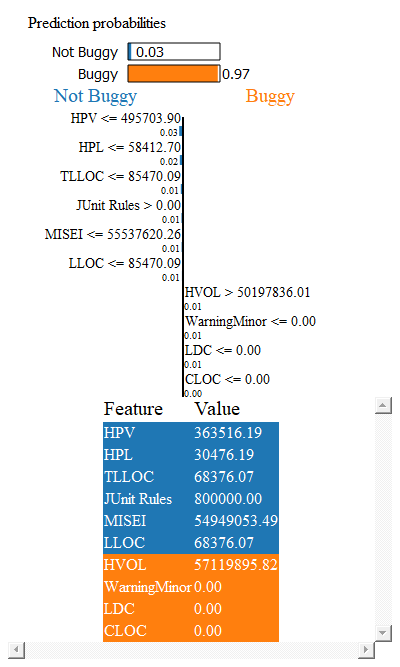 Prediction probabilities
Not Buggy 0.03
Buggy 0.97
Not Buggy Buggy
HPV <= 495703.90
0.03
HPL <= 58412.70
0.02
TLLOC <= 85470.09
0.01
JUnit Rules > 0.00
0.01
MISEI <= 55537620.26
0.01
LLOC <= 85470.09
0.01
HVOL > 50197836.01
0.01
WarningMinor <= 0.00
0.01
LDC <= 0.00
0.01
CLOC <= 0.00
0.00
Feature Value
HPV 363516.19
HPL 30476.19
TLLOC 68376.07
JUnit Rules 800000.00
MISEI 54949053.49
LLOC 68376.07
HVOL 57119895.82
WarningMinor 0.00
LDC 0.00
CLOC 0.00